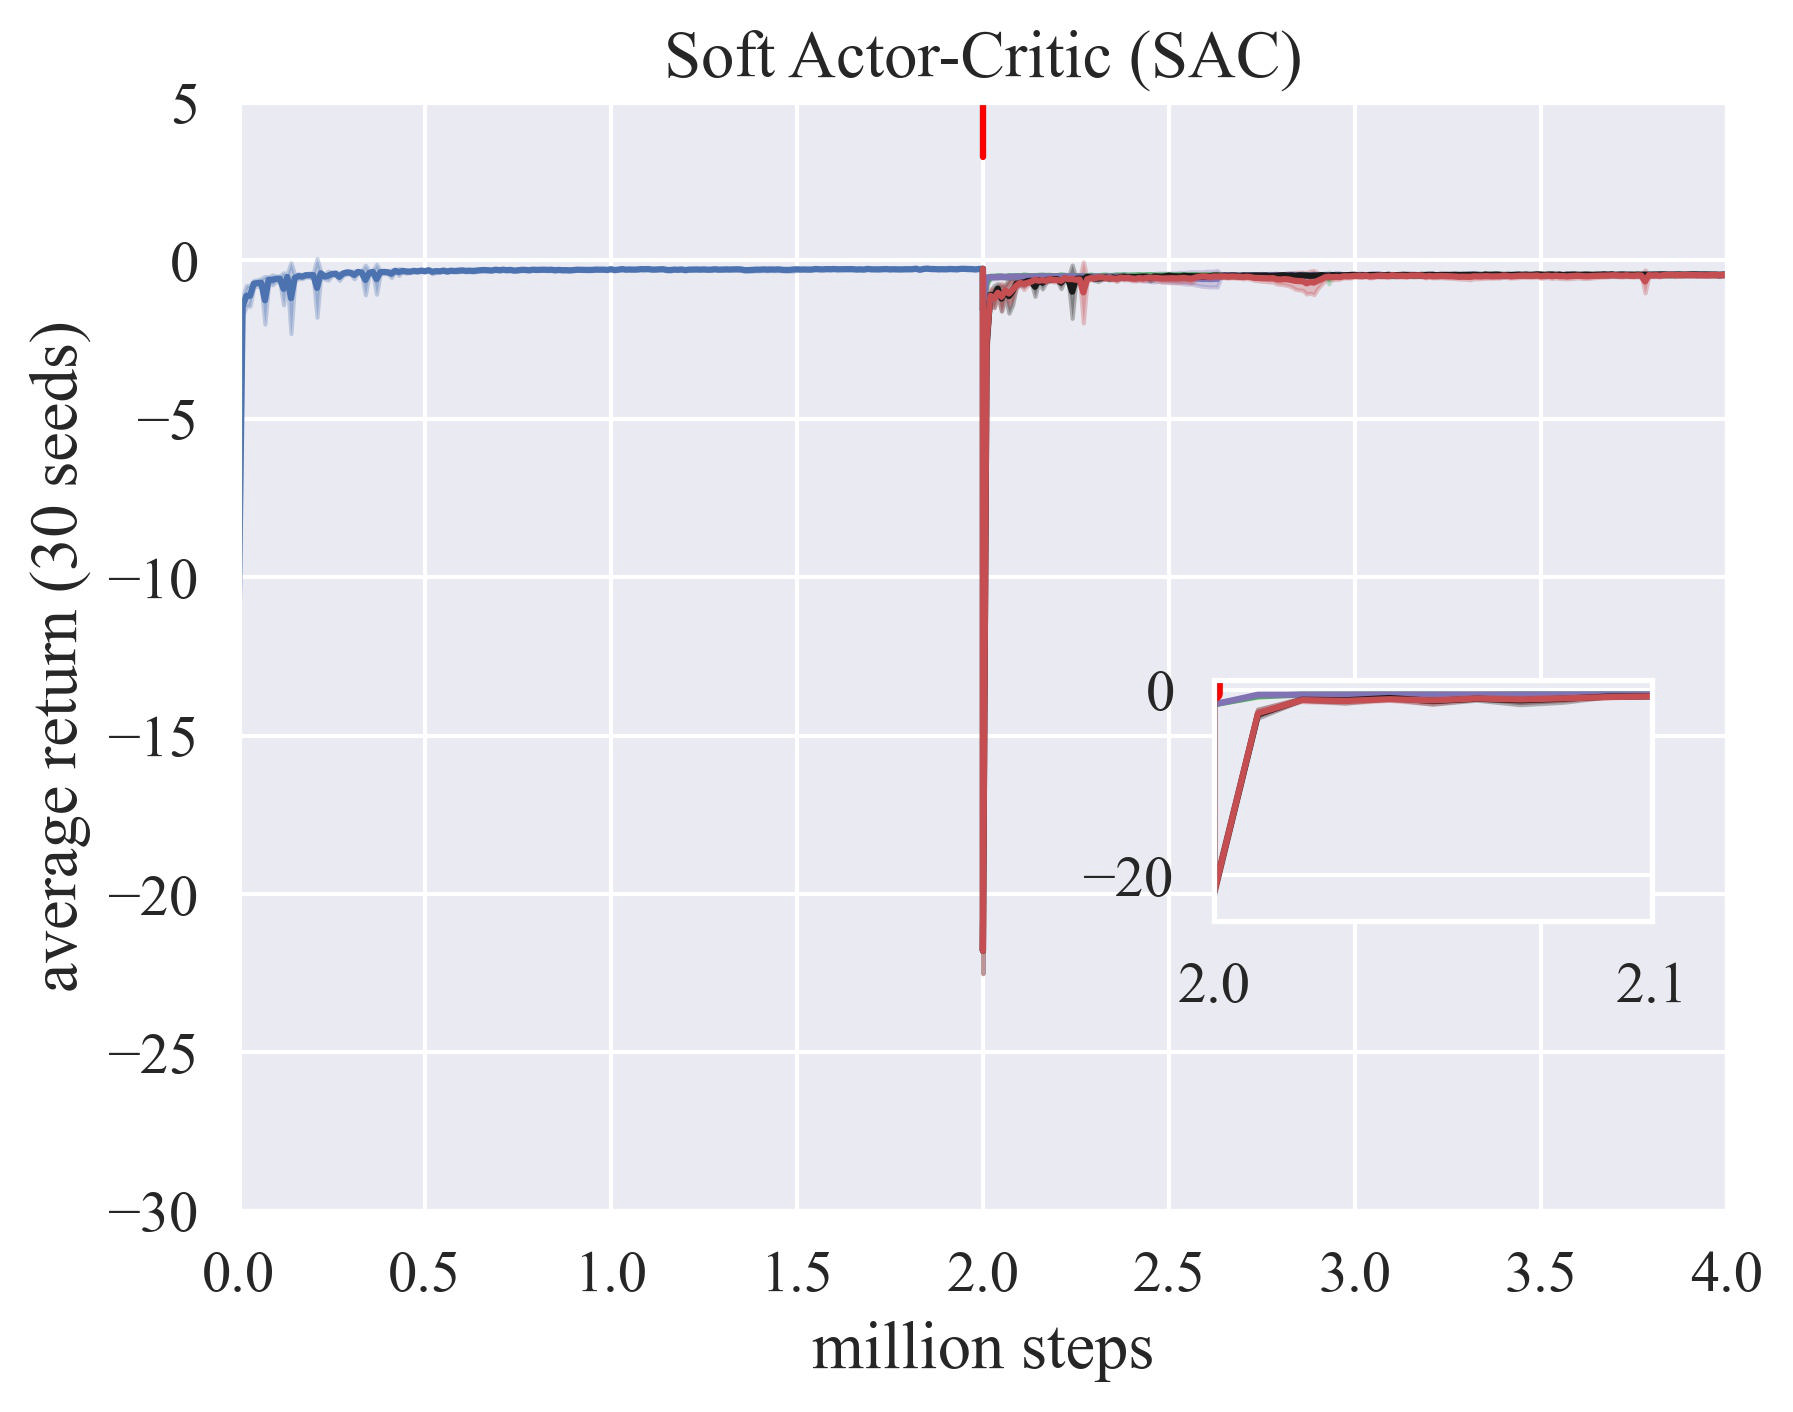 Soft Actor-Critic (SAC)
5
0
−5
−10
−15
−20
−25
−30
average return (30 seeds)
0
−20
2.0 2.1
0.0 0.5 1.0 1.5 2.0 2.5 3.0 3.5 4.0
million steps